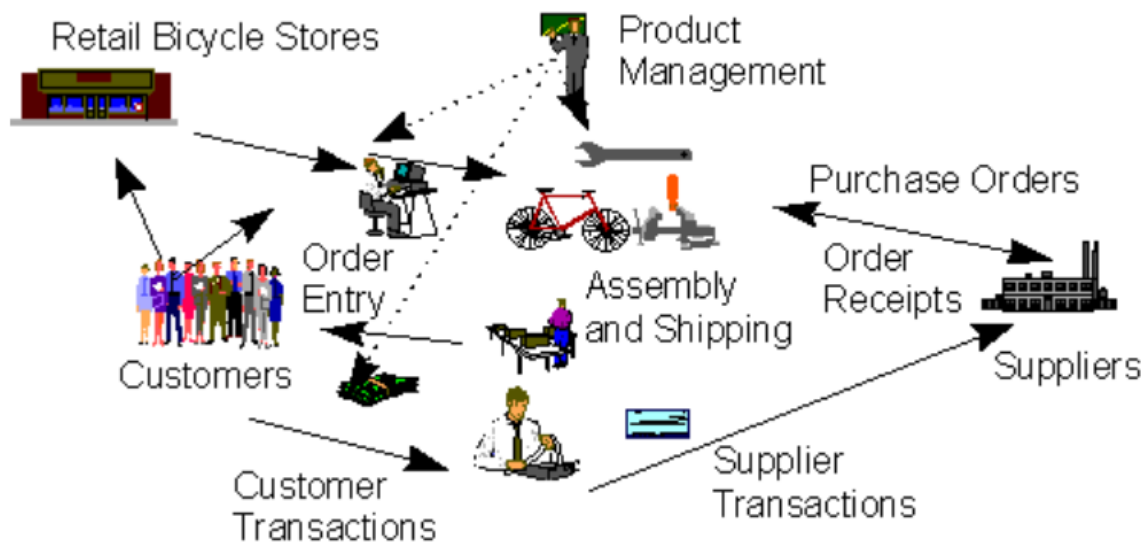 Retail Bicycle Stores
Product
Management
Purchase Orders
Order
Entry
Assembly
and Shipping
Order
Receipts
Customers
Suppliers
Customer
Transactions
Supplier
Transactions